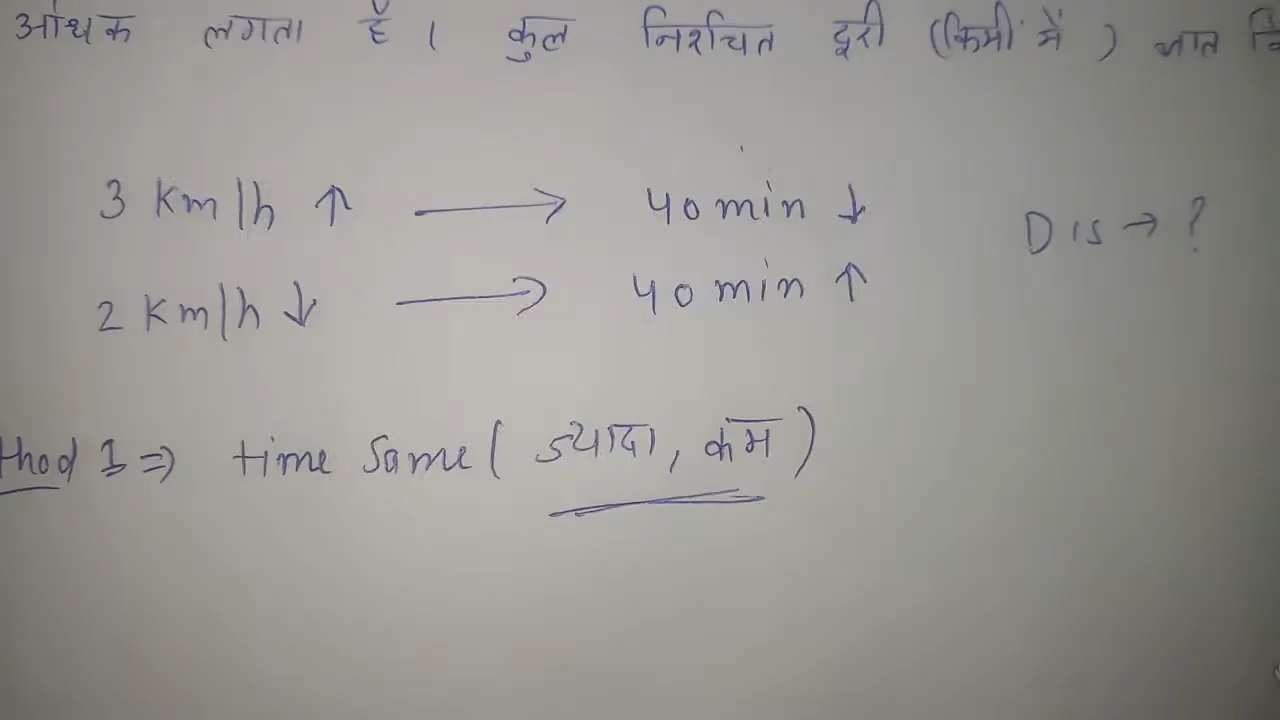 अधिक लगता है । कुल निश्चित दूरी (किमी में) ज्ञात
3 Km/h ↑ → 40 min ↓ Dis → ?
2 Km/h ↓ → 40 min ↑
thod 1 ⇒ time same ( ज्यादा, कम )